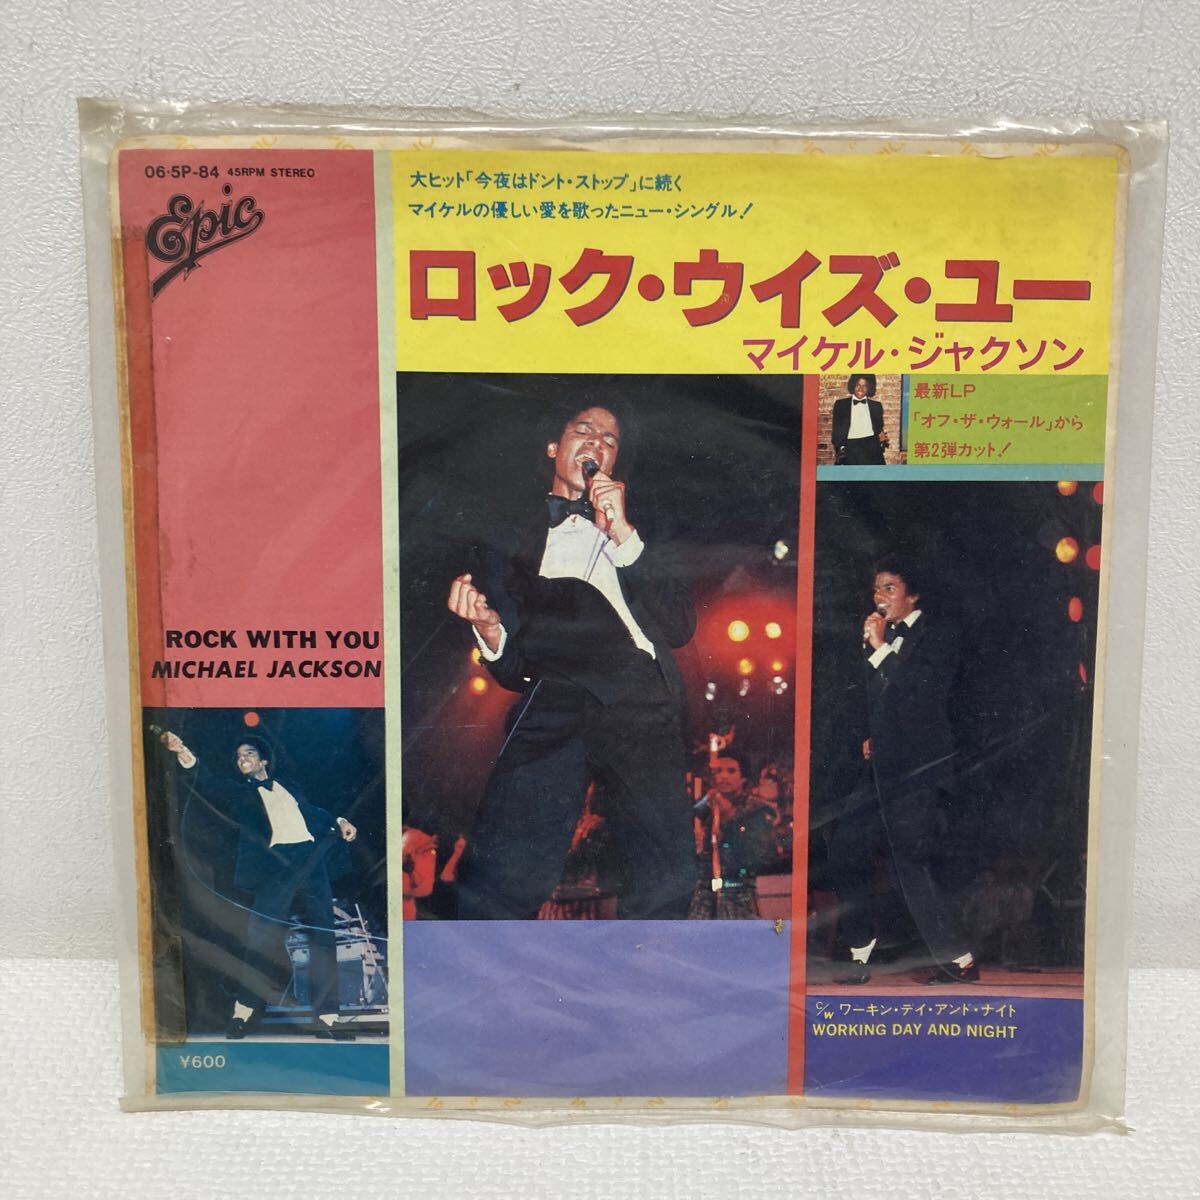 06·5P-84 45RPM STEREO
Epic
大ヒット「今夜はドント・ストップ」に続く
マイケルの優しい愛を歌ったニュー・シングル!
ロック・ウイズ・ユー
マイケル・ジャクソン
最新LP
「オフ・ザ・ウォール」から
第2弾カット!
ROCK WITH YOU
MICHAEL JACKSON
C/W ワーキン・デイ・アンド・ナイト
WORKING DAY AND NIGHT
¥600